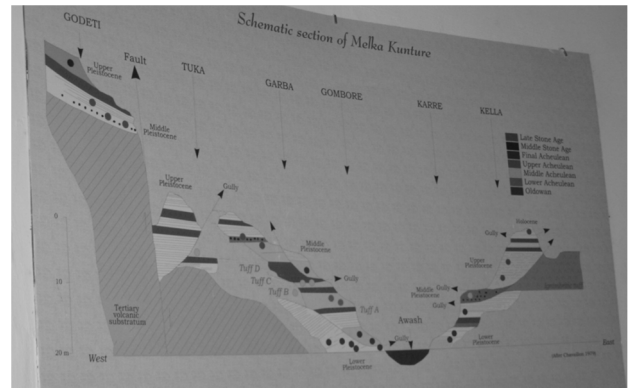 Schematic section of Melka Kunture
GODETI
Fault
TUKA
GARBA
GOMBORE
KARRE
KELLA
Upper
Pleistocene
Middle
Pleistocene
Late Stone Age
Middle Stone Age
Final Acheulean
Upper Acheulean
Middle Acheulean
Lower Acheulean
Oldowan
Upper
Pleistocene
Gully
Holocene
Gully
0
Middle
Pleistocene
Upper
Pleistocene
Tuff D
Tuff C
Tuff B
Gully
Middle
Pleistocene
Gully
Gully
10
Tuff A
Tertiary
volcanic
substratum
Awash
Gully
20 m
West
Lower
Pleistocene
Lower
Pleistocene
East